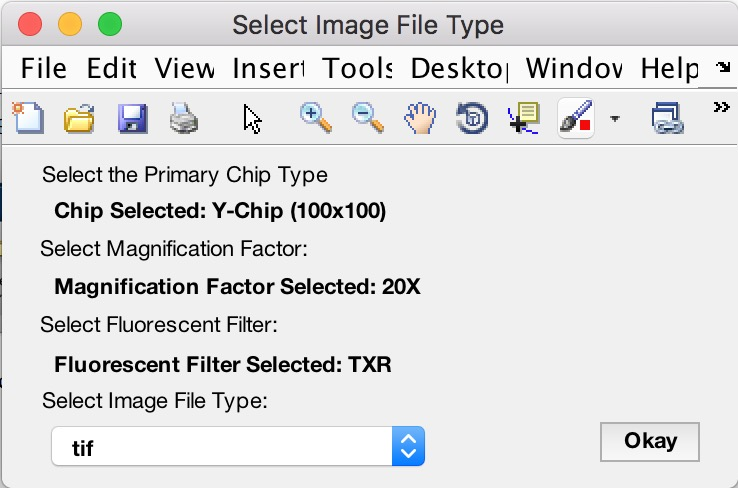 Select Image File Type
File Edit View Insert Tools Desktop Window Help
Select the Primary Chip Type
Chip Selected: Y-Chip (100x100)
Select Magnification Factor:
Magnification Factor Selected: 20X
Select Fluorescent Filter:
Fluorescent Filter Selected: TXR
Select Image File Type:
tif
Okay